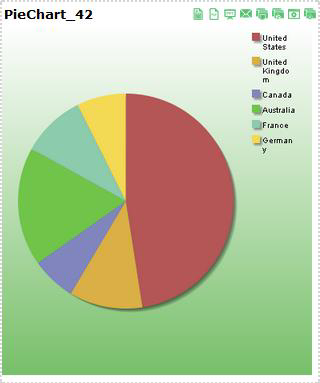 PieChart_42
United
States
United
Kingdo
m
Canada
Australia
France
German
y